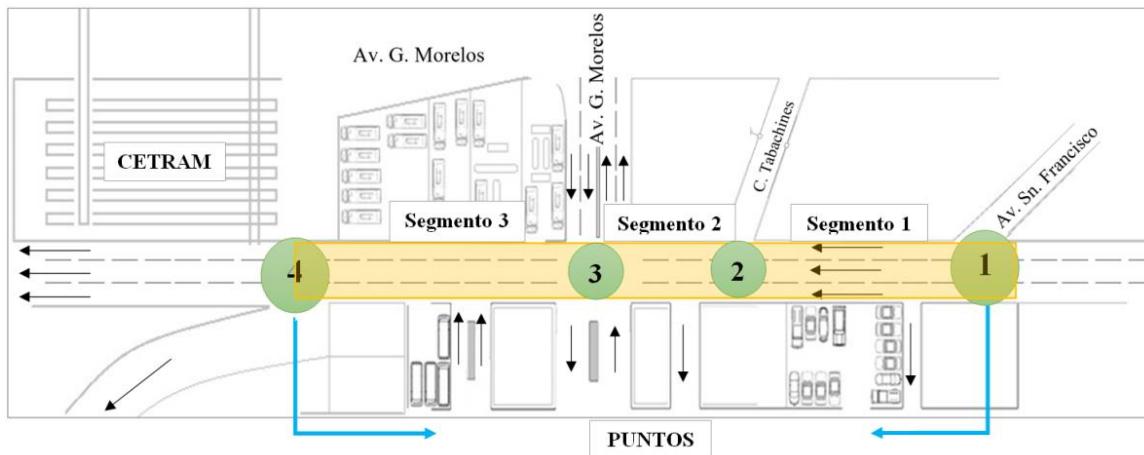 Av. G. Morelos
Av. G. Morelos
CETRAM
C. Tabachines
Av. Sn. Francisco
Segmento 3
Segmento 2
Segmento 1
4
3
2
1
PUNTOS